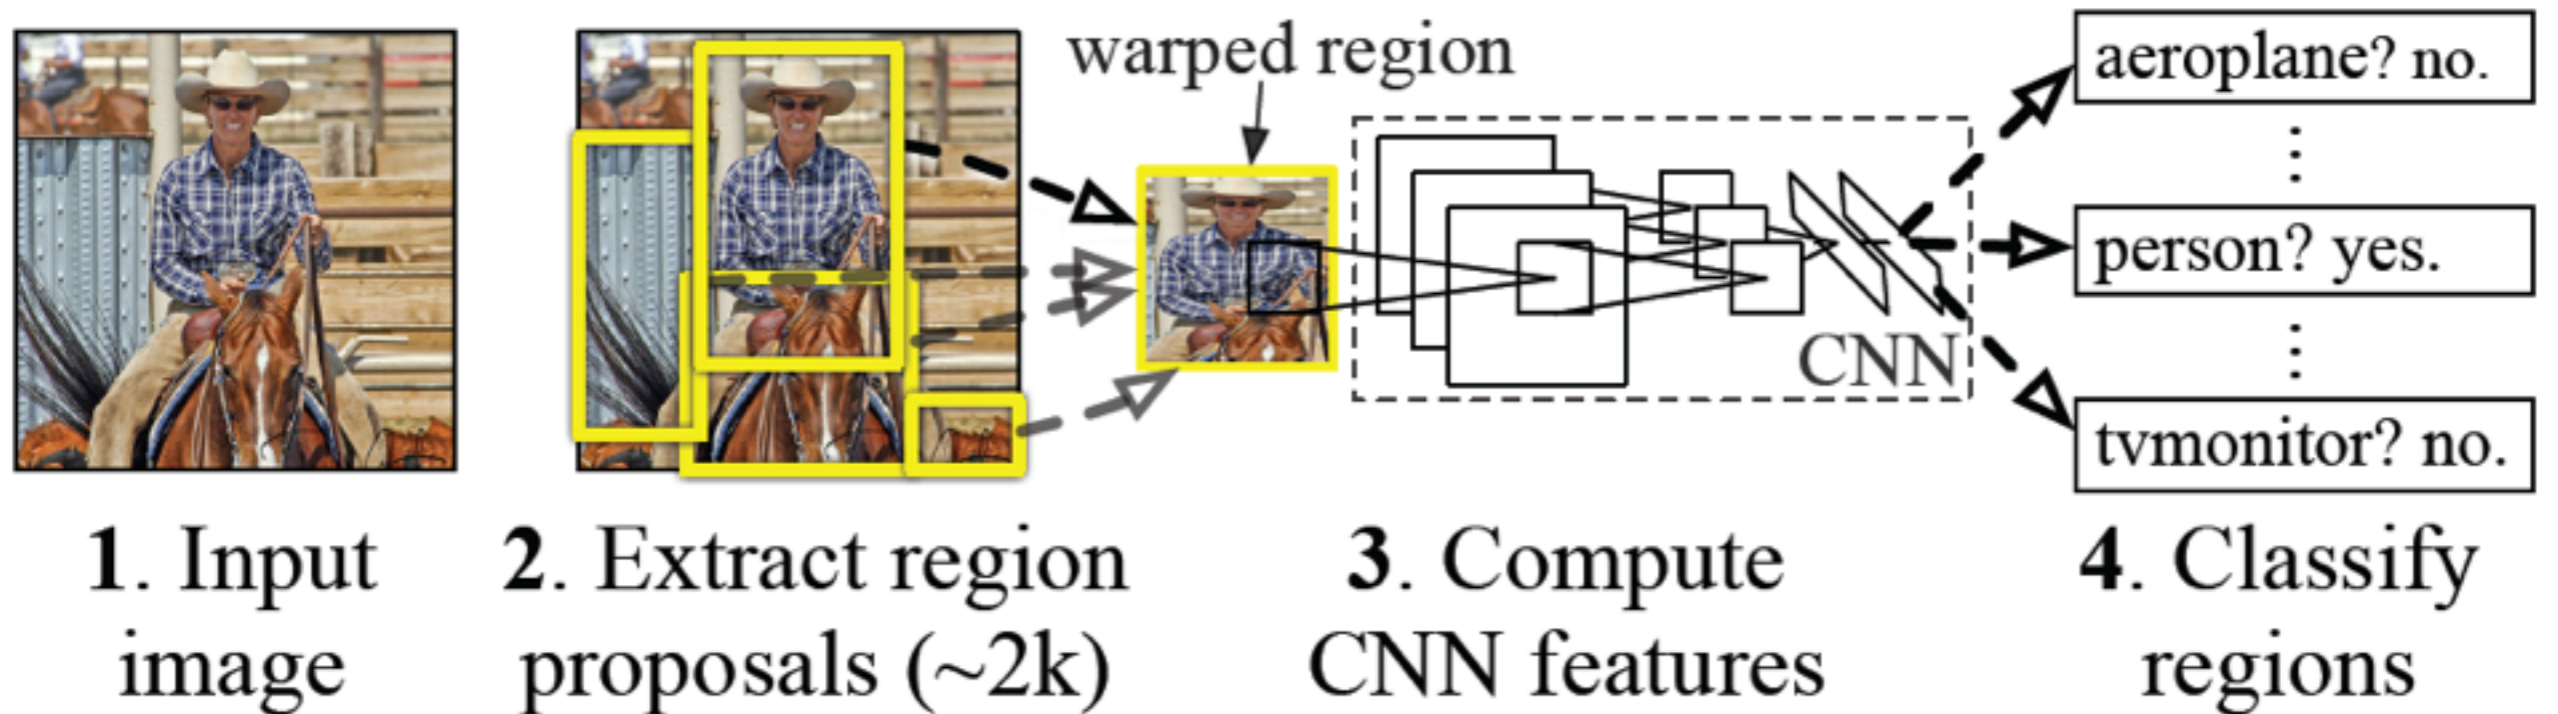 warped region
aeroplane? no.
person? yes.
CNN
tvmonitor? no.
1. Input
image
2. Extract region
proposals (~2k)
3. Compute
CNN features
4. Classify
regions